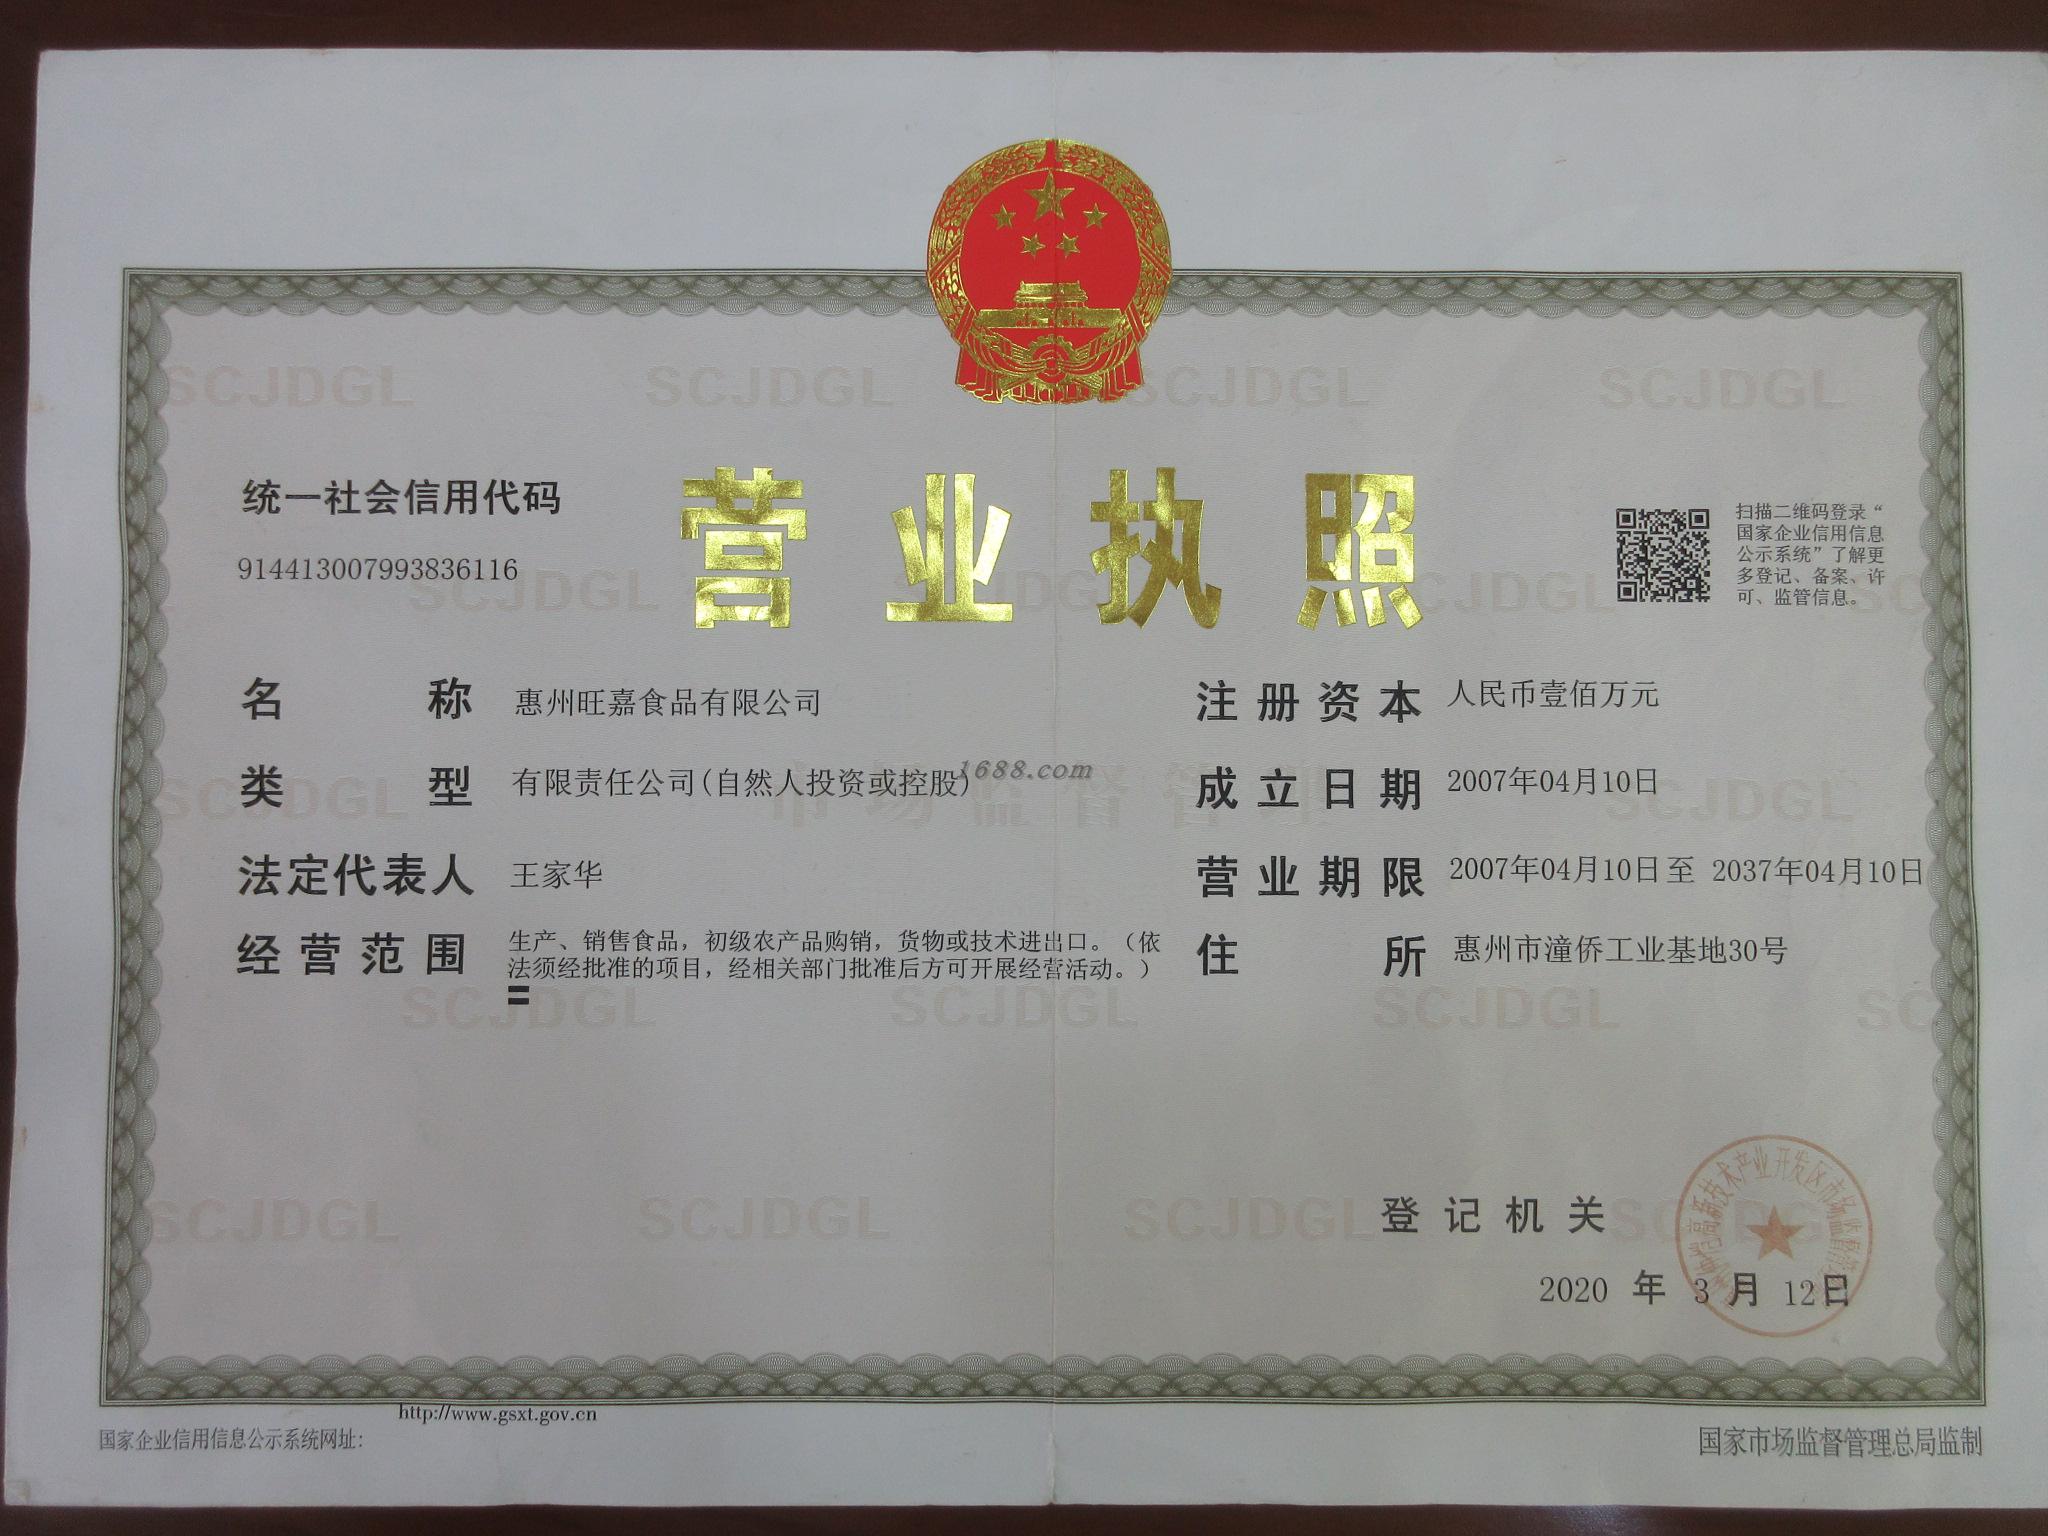 营业执照
统一社会信用代码
914413007993836116
扫描二维码登录“
国家企业信用信息
公示系统”了解更
多登记、备案、许
可、监管信息。
名 称 惠州旺嘉食品有限公司
类 型 有限责任公司(自然人投资或控股)
法定代表人 王家华
经营范围 生产、销售食品，初级农产品购销，货物或技术进出口。（依
法须经批准的项目，经相关部门批准后方可开展经营活动。）
〓
注册资本 人民币壹佰万元
成立日期 2007年04月10日
营业期限 2007年04月10日至 2037年04月10日
住 所 惠州市潼侨工业基地30号
1688.com
市场监督管理
SCJDGL
登记机关
2020 年 3 月 12日
http://www.gsxt.gov.cn
国家企业信用信息公示系统网址:
国家市场监督管理总局监制